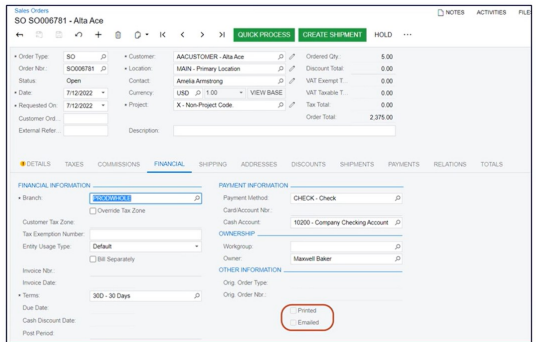 Sales Orders
SO SO006781 - Alta Ace
NOTES ACTIVITIES FILES
QUICK PROCESS CREATE SHIPMENT HOLD ...
Order Type: SO Customer: AACUSTOMER - Alta Ace Ordered Qty.: 5.00
Order Nbr.: SO006781 Location: MAIN - Primary Location Discount Total: 0.00
Status: Open Contact: Amelia Armstrong VAT Exempt T... 0.00
Date: 7/12/2022 Currency: USD 1.00 VIEW BASE VAT Taxable T... 0.00
Requested On: 7/12/2022 Project: X - Non-Project Code. Tax Total: 0.00
Customer Ord... Order Total: 2,375.00
External Refer... Description:
DETAILS TAXES COMMISSIONS FINANCIAL SHIPPING ADDRESSES DISCOUNTS SHIPMENTS PAYMENTS RELATIONS TOTALS
FINANCIAL INFORMATION PAYMENT INFORMATION
Branch: PRODWHOLE Payment Method: CHECK - Check
Override Tax Zone Card/Account Nbr.:
Customer Tax Zone: Cash Account: 10200 - Company Checking Account
Tax Exemption Number: OWNERSHIP
Entity Usage Type: Default Workgroup:
Bill Separately Owner: Maxwell Baker
Invoice Nbr.: OTHER INFORMATION
Invoice Date: Orig. Order Type:
Terms: 30D - 30 Days Orig. Order Nbr.:
Due Date: Printed
Cash Discount Date: Emailed
Post Period: